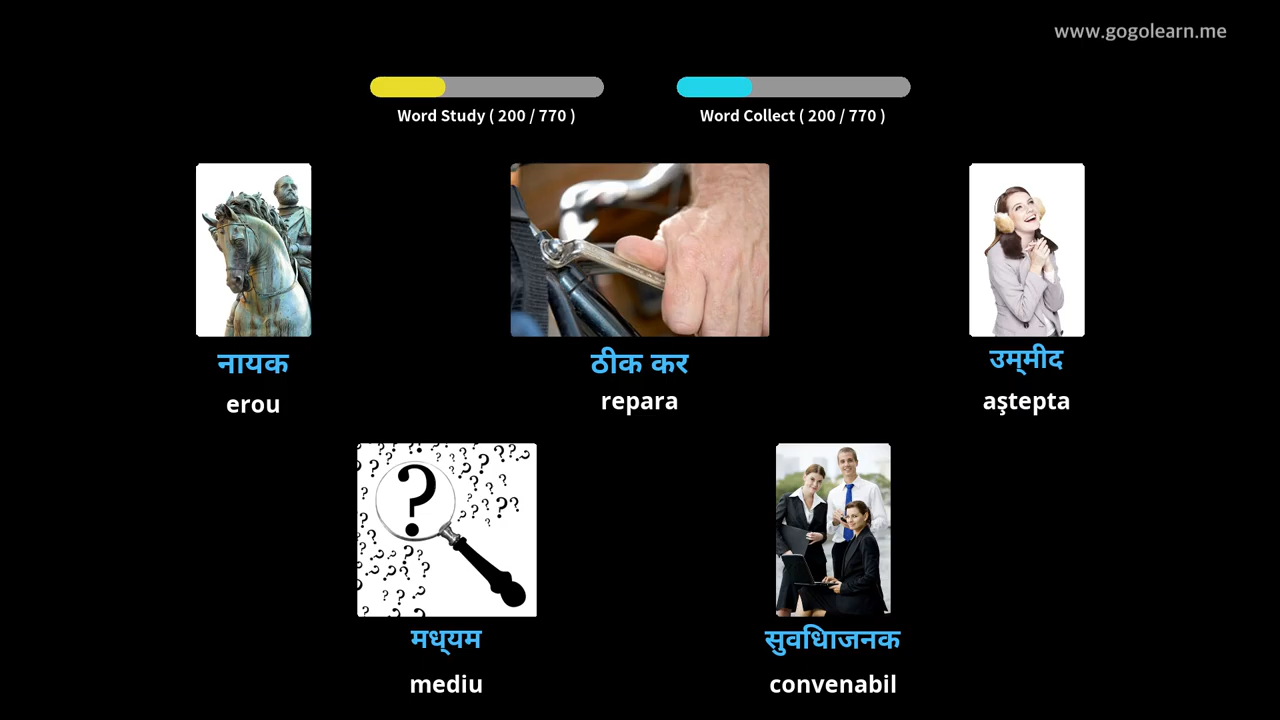 www.gogolearn.me
Word Study ( 200 / 770 )
Word Collect ( 200 / 770 )
नायक
erou
ठीक कर
repara
उम्मीद
aştepta
मध्यम
mediu
सुवधिाजनक
convenabil